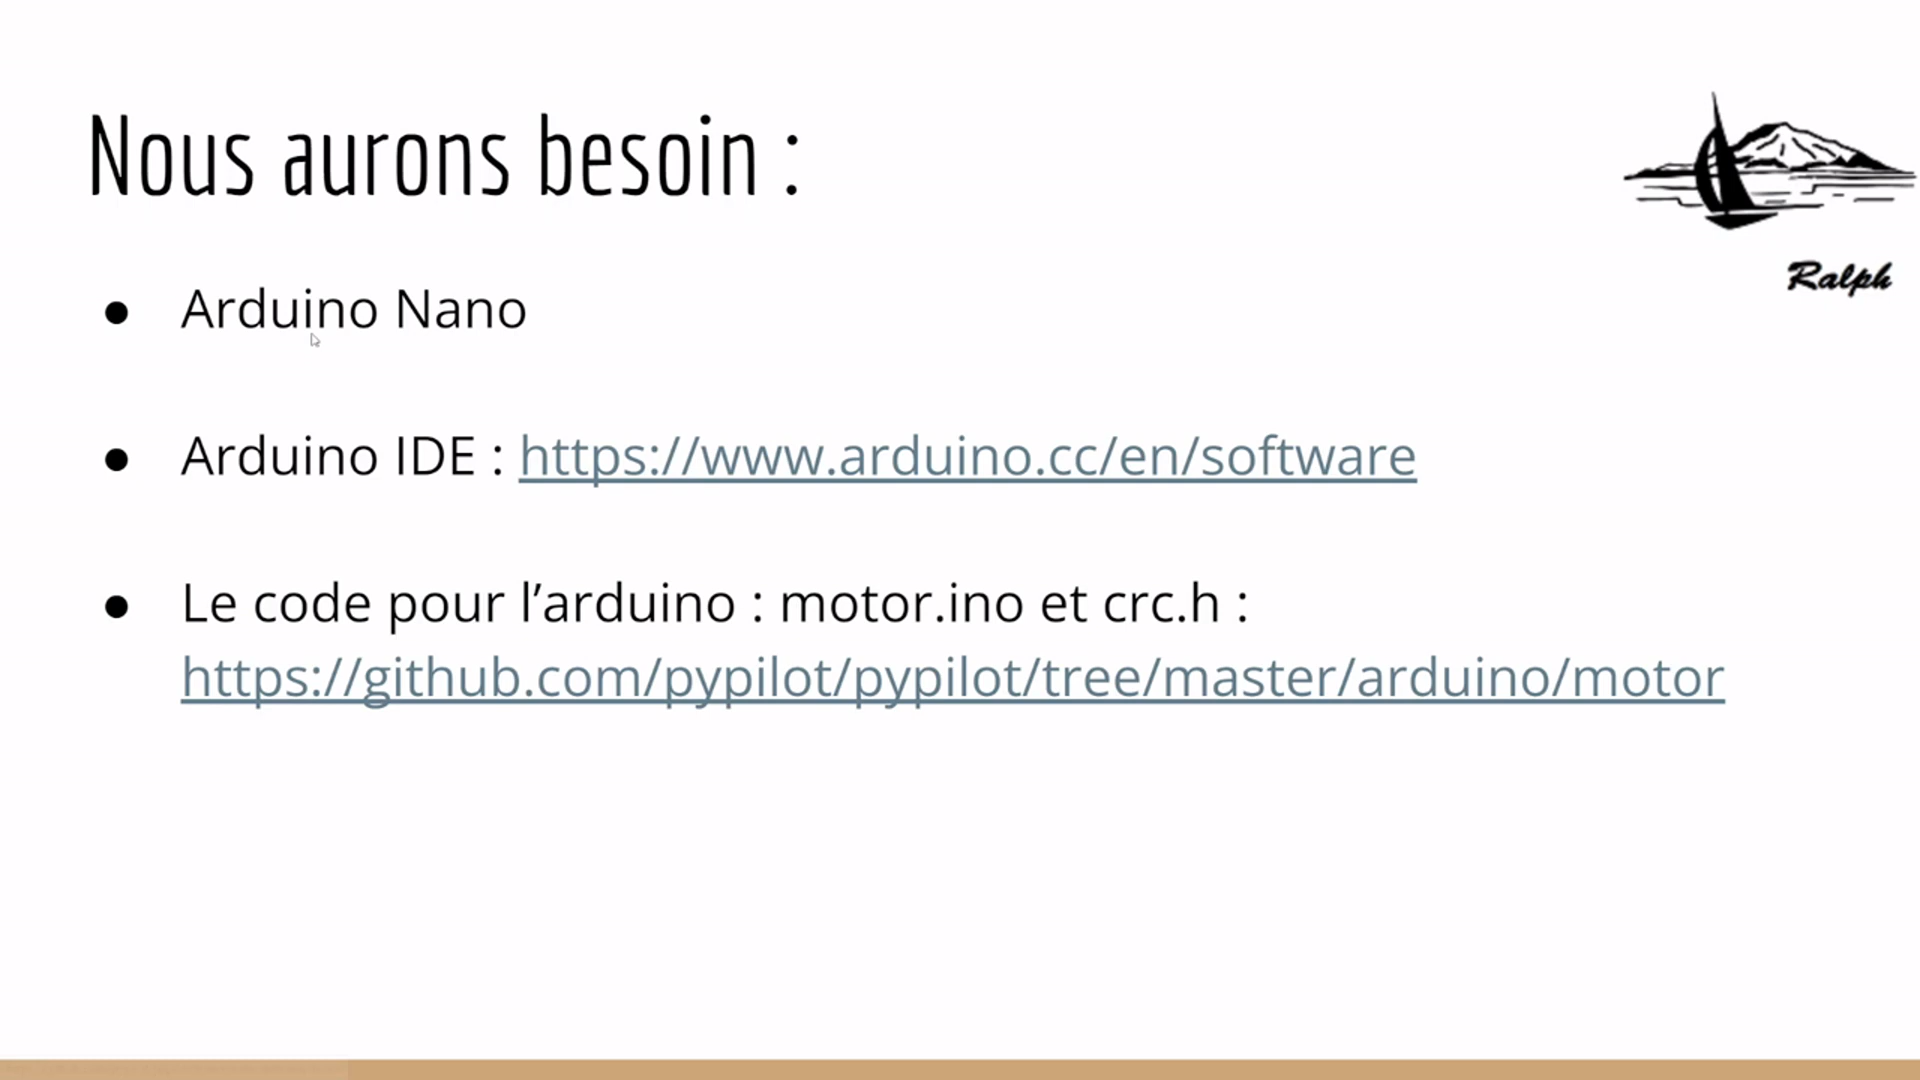 Nous aurons besoin :
Ralph
● Arduino Nano
● Arduino IDE : https://www.arduino.cc/en/software
● Le code pour l’arduino : motor.ino et crc.h :
https://github.com/pypilot/pypilot/tree/master/arduino/motor